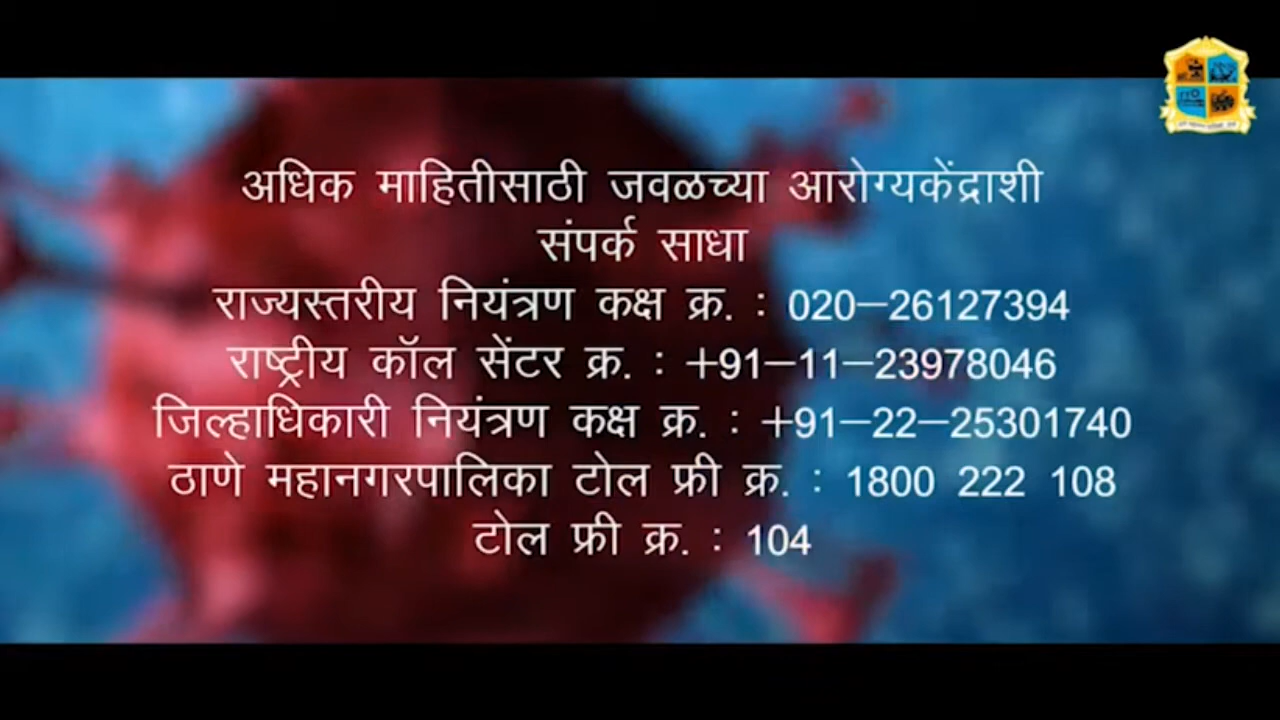 अधिक माहितीसाठी जवळच्या आरोग्यकेंद्राशी
संपर्क साधा
राज्यस्तरीय नियंत्रण कक्ष क्र. : 020–26127394
राष्ट्रीय कॉल सेंटर क्र. : +91–11–23978046
जिल्हाधिकारी नियंत्रण कक्ष क्र. : +91–22–25301740
ठाणे महानगरपालिका टोल फ्री क्र. : 1800 222 108
टोल फ्री क्र. : 104